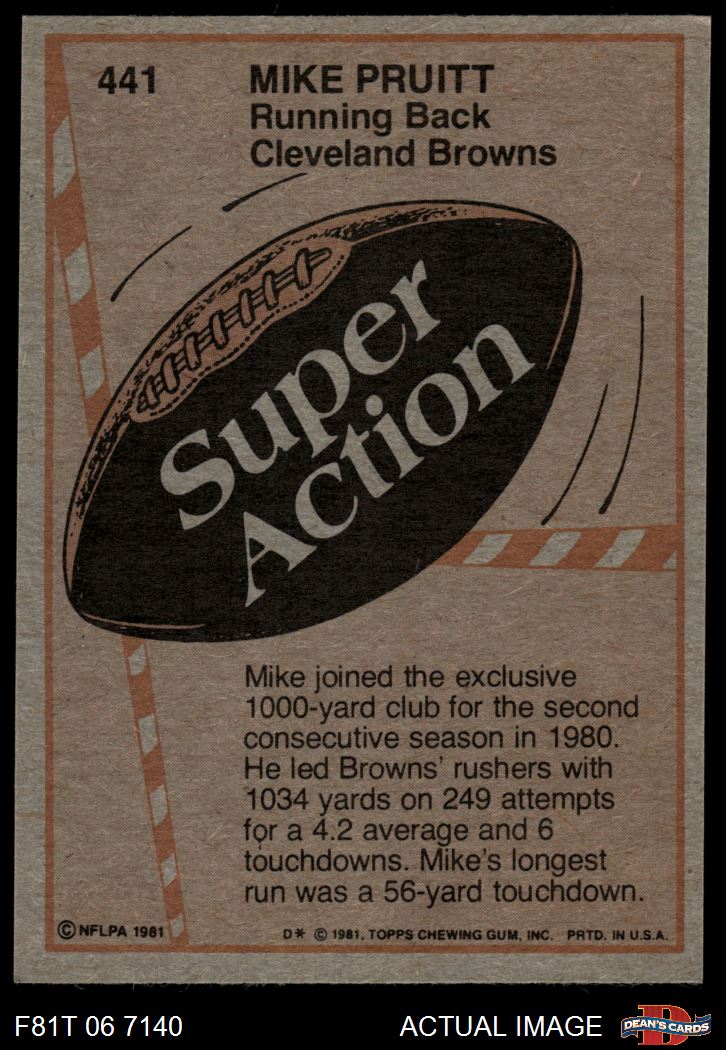 441
MIKE PRUITT
Running Back
Cleveland Browns
Super
Action
Mike joined the exclusive
1000-yard club for the second
consecutive season in 1980.
He led Browns' rushers with
1034 yards on 249 attempts
for a 4.2 average and 6
touchdowns. Mike's longest
run was a 56-yard touchdown.
© NFLPA 1981
D* © 1981, TOPPS CHEWING GUM, INC. PRTD. IN U.S.A.
F81T 06 7140
ACTUAL IMAGE
D
DEAN'S CARDS